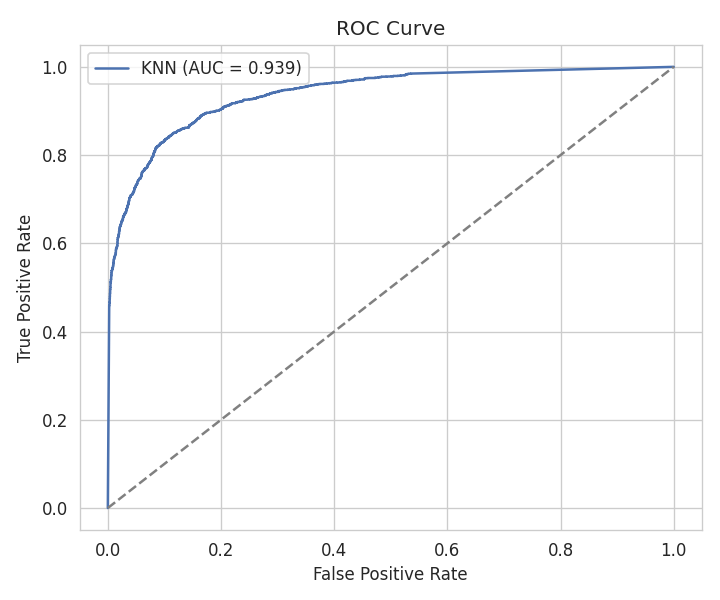 ROC Curve
KNN (AUC = 0.939)
True Positive Rate
1.0
0.8
0.6
0.4
0.2
0.0
0.0 0.2 0.4 0.6 0.8 1.0
False Positive Rate